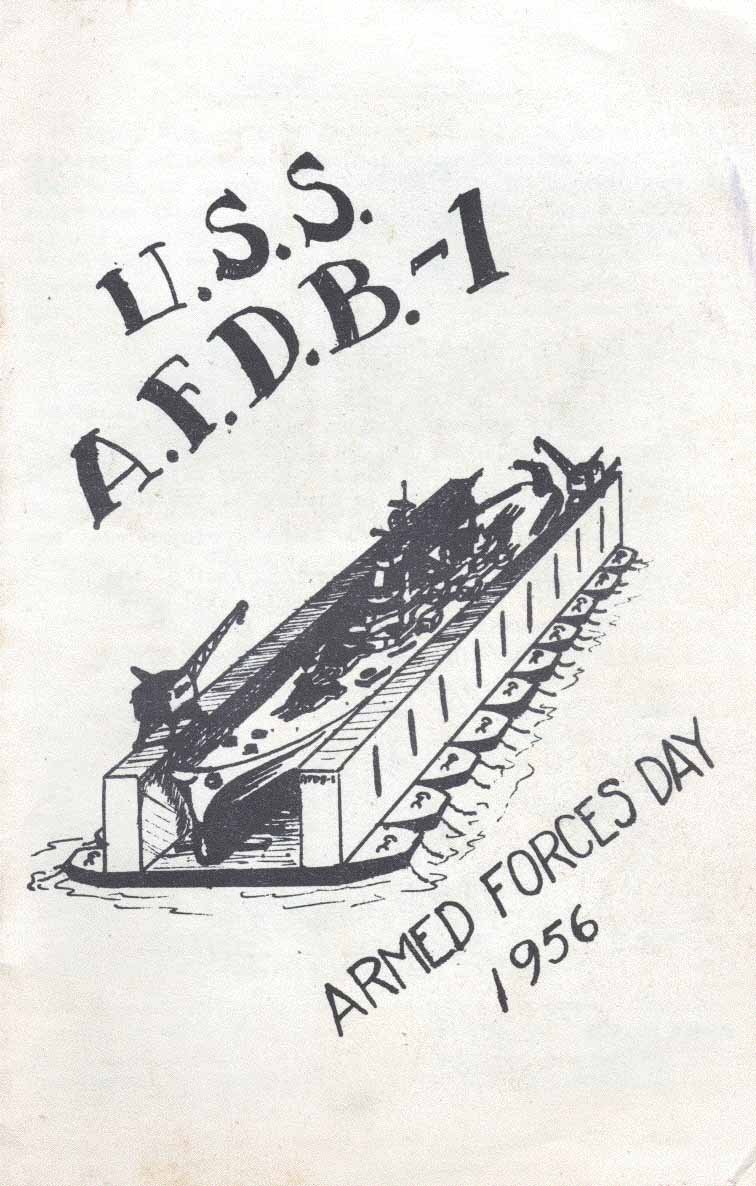 U.S.S.
A.F.D.B.-1
ARMED FORCES DAY
1956